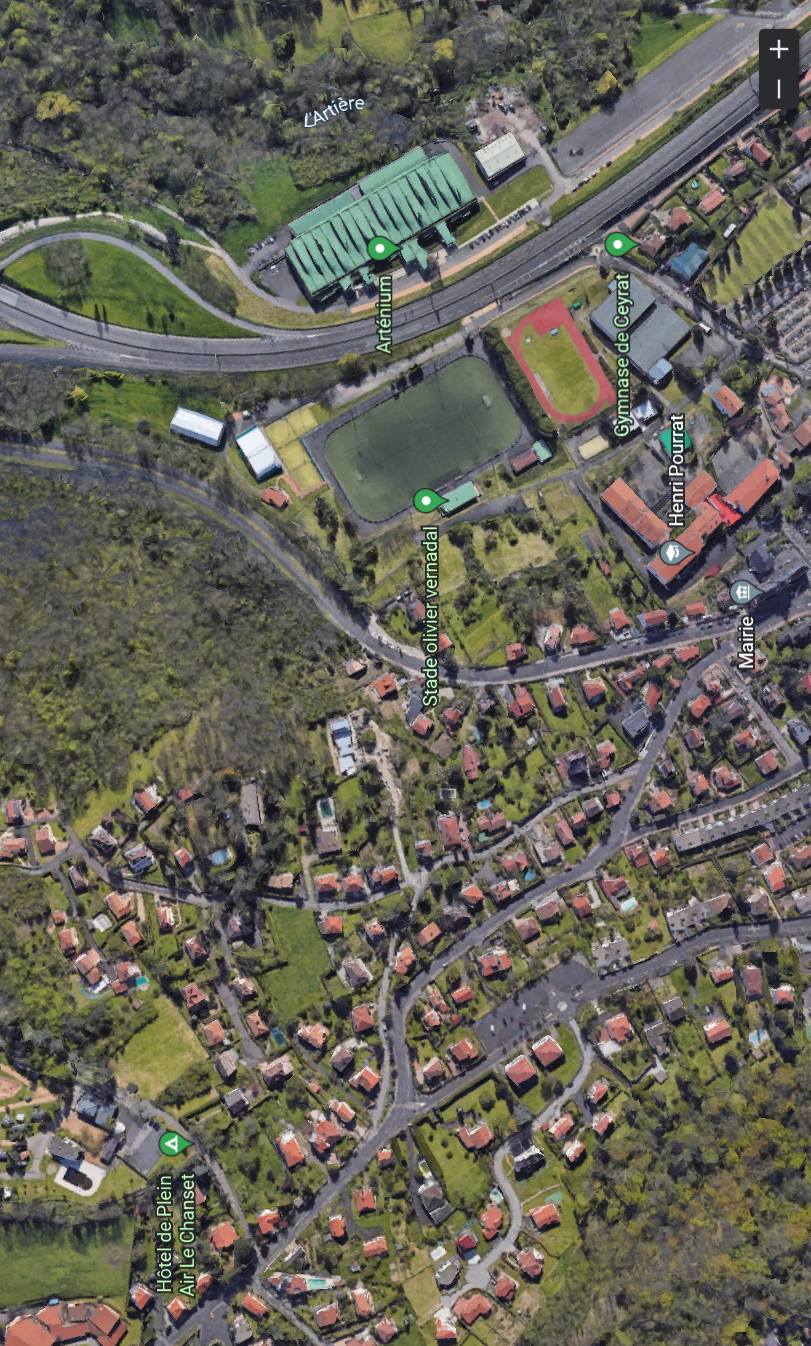 +
−
L'Artière
Arténium
Gymnase de Ceyrat
Henri Pourrat
Stade olivier vernadal
Mairie
Hôtel de Plein
Air Le Chanset